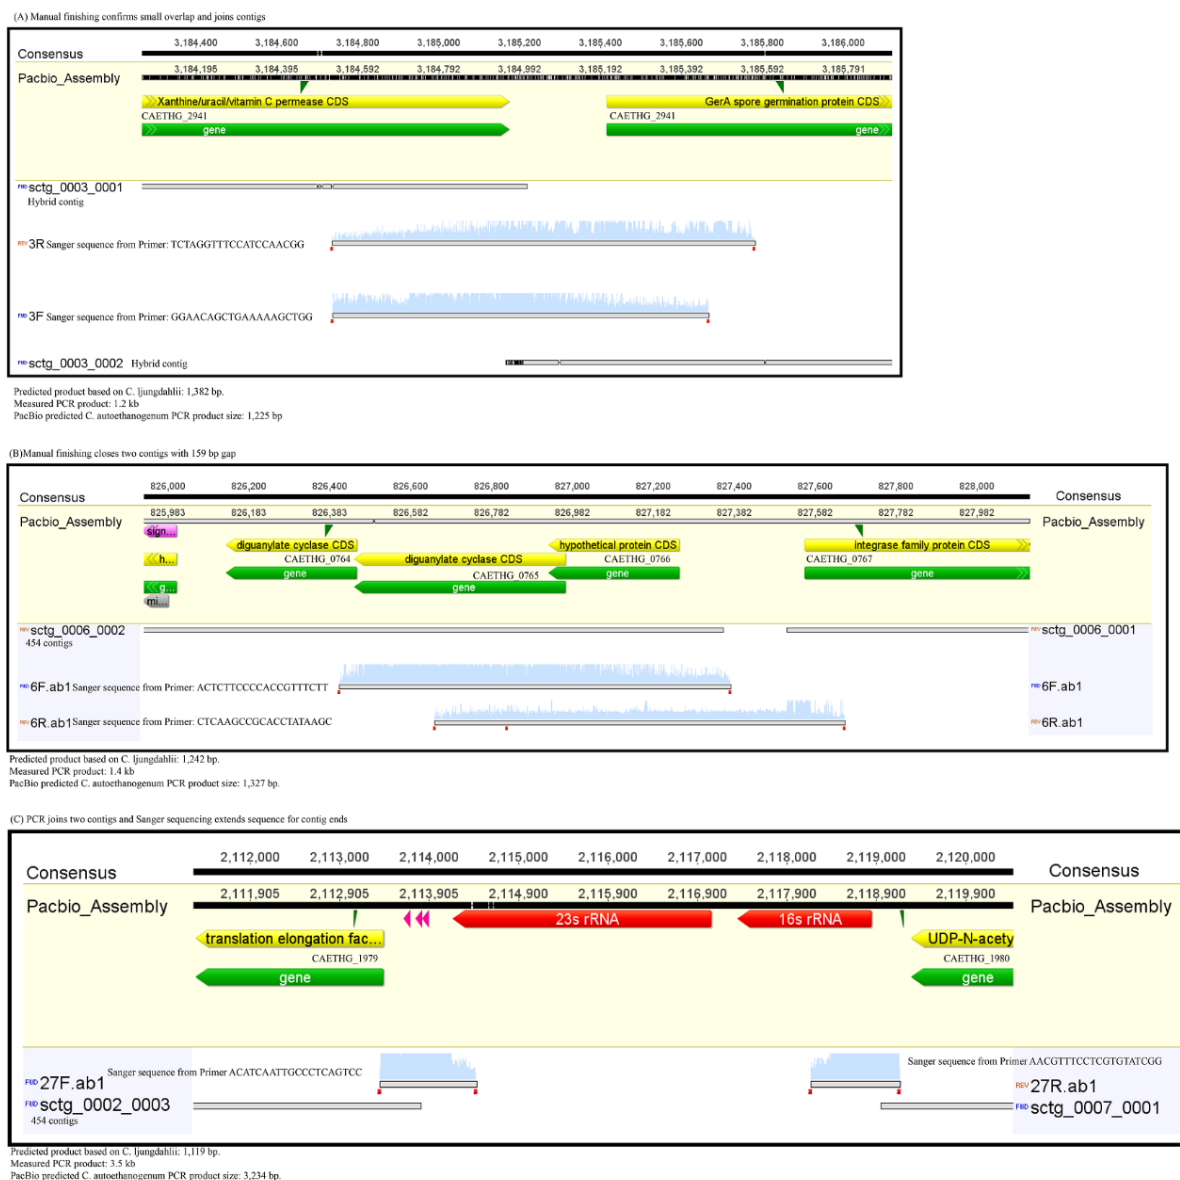 (A) Manual finishing confirms small overlap and joins contigs
3,184,400 3,184,600 3,184,800 3,185,000 3,185,200 3,185,400 3,185,600 3,185,800 3,186,000
Consensus
3,184,195 3,184,395 3,184,592 3,184,792 3,184,992 3,185,192 3,185,392 3,185,592 3,185,791
Pacbio_Assembly
Xanthine/uracil/vitamin C permease CDS GerA spore germination protein CDS
CAETHG_2941 CAETHG_2941
gene gene
FWD sctg_0003_0001
Hybrid contig
REV 3R Sanger sequence from Primer: TCTAGGTTTCCATCCAACGG
FWD 3F Sanger sequence from Primer: GGAACAGCTGAAAAAGCTGG
FWD sctg_0003_0002 Hybrid contig
Predicted product based on C. ljungdahlii: 1,382 bp.
Measured PCR product: 1.2 kb
PacBio predicted C. autoethanogenum PCR product size: 1,225 bp
(B)Manual finishing closes two contigs with 159 bp gap
826,000 826,200 826,400 826,600 826,800 827,000 827,200 827,400 827,600 827,800 828,000
Consensus Consensus
825,983 826,183 826,383 826,582 826,782 826,982 827,182 827,382 827,582 827,782 827,982
Pacbio_Assembly Pacbio_Assembly
sign...
h... diguanylate cyclase CDS hypothetical protein CDS integrase family protein CDS
CAETHG_0764 diguanylate cyclase CDS CAETHG_0766 CAETHG_0767
g... gene CAETHG_0765 gene gene
mi... gene
REV sctg_0006_0002 REV sctg_0006_0001
454 contigs
FWD 6F.ab1 Sanger sequence from Primer: ACTCTTCCCCACCGTTTCTT FWD 6F.ab1
REV 6R.ab1 Sanger sequence from Primer: CTCAAGCCGCACCTATAAGC REV 6R.ab1
Predicted product based on C. ljungdahlii: 1,242 bp.
Measured PCR product: 1.4 kb
PacBio predicted C. autoethanogenum PCR product size: 1,327 bp
(C) PCR joins two contigs and Sanger sequencing extends sequence for contig ends
2,112,000 2,113,000 2,114,000 2,115,000 2,116,000 2,117,000 2,118,000 2,119,000 2,120,000
Consensus Consensus
2,111,905 2,112,905 2,113,905 2,114,900 2,115,900 2,116,900 2,117,900 2,118,900 2,119,900
Pacbio_Assembly Pacbio_Assembly
23s rRNA 16s rRNA
translation elongation fac... UDP-N-acety
CAETHG_1979 CAETHG_1980
gene gene
Sanger sequence from Primer ACATCAATTGCCCTCAGTCC Sanger sequence from Primer AACGTTTCCTCGTGTATCGG
FWD 27F.ab1 REV 27R.ab1
FWD sctg_0002_0003 FWD sctg_0007_0001
454 contigs
Predicted product based on C. ljungdahlii: 1,119 bp.
Measured PCR product: 3.5 kb
PacBio predicted C. autoethanogenum PCR product size: 3,234 bp.